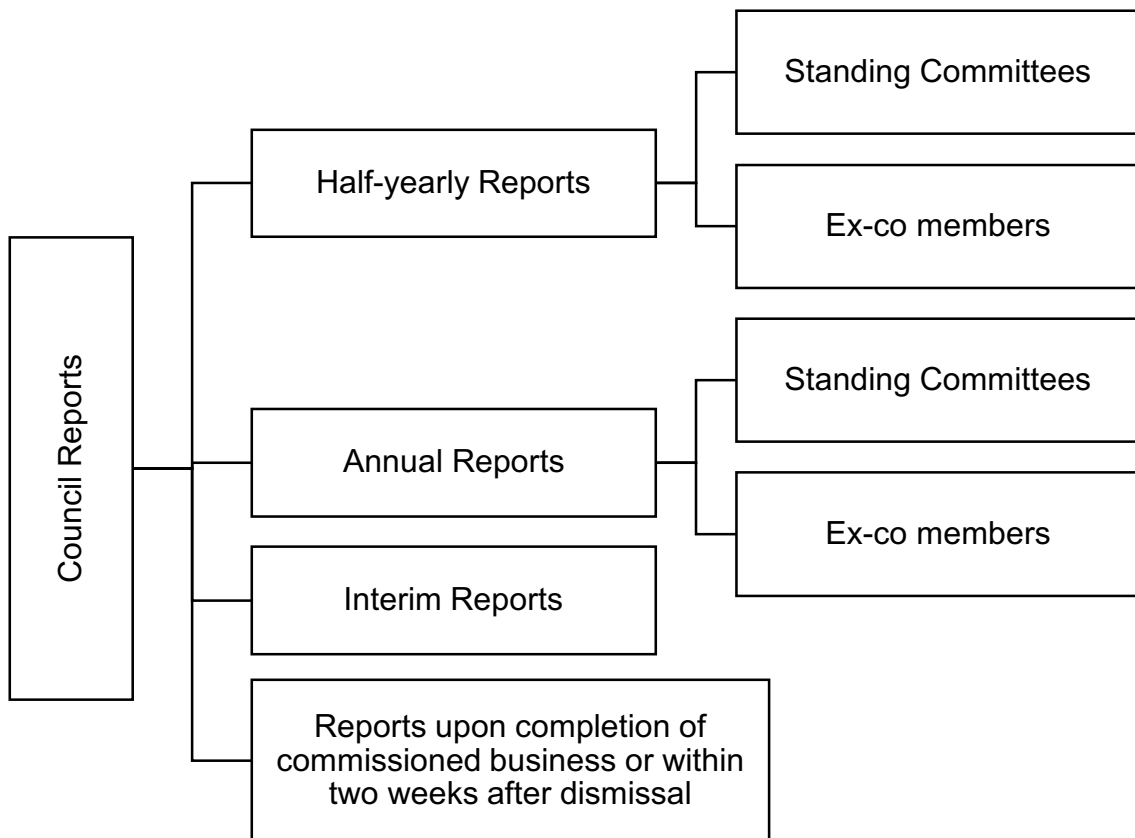 Council Reports
Half-yearly Reports
Standing Committees
Ex-co members
Annual Reports
Standing Committees
Ex-co members
Interim Reports
Reports upon completion of
commissioned business or within
two weeks after dismissal